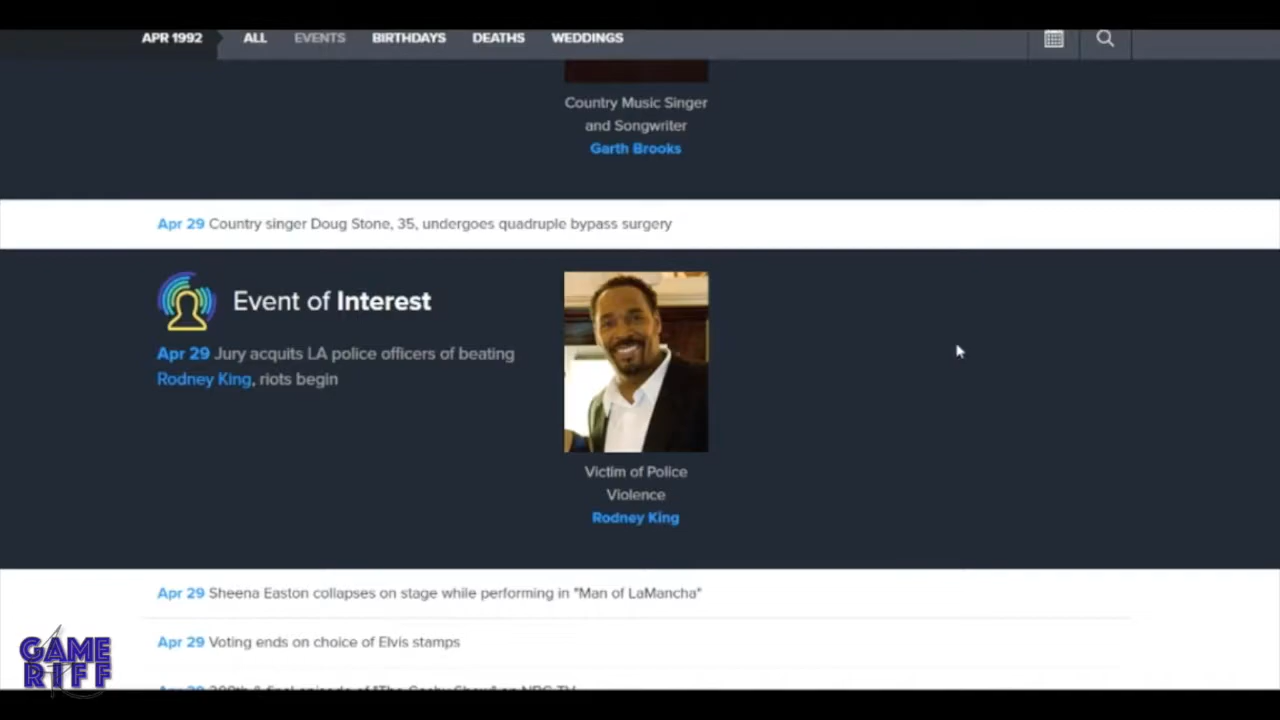 APR 1992 ALL EVENTS BIRTHDAYS DEATHS WEDDINGS
Country Music Singer
and Songwriter
Garth Brooks
Apr 29 Country singer Doug Stone, 35, undergoes quadruple bypass surgery
Event of Interest
Apr 29 Jury acquits LA police officers of beating
Rodney King, riots begin
Victim of Police
Violence
Rodney King
Apr 29 Sheena Easton collapses on stage while performing in "Man of LaMancha"
Apr 29 Voting ends on choice of Elvis stamps
GAME
RIFF